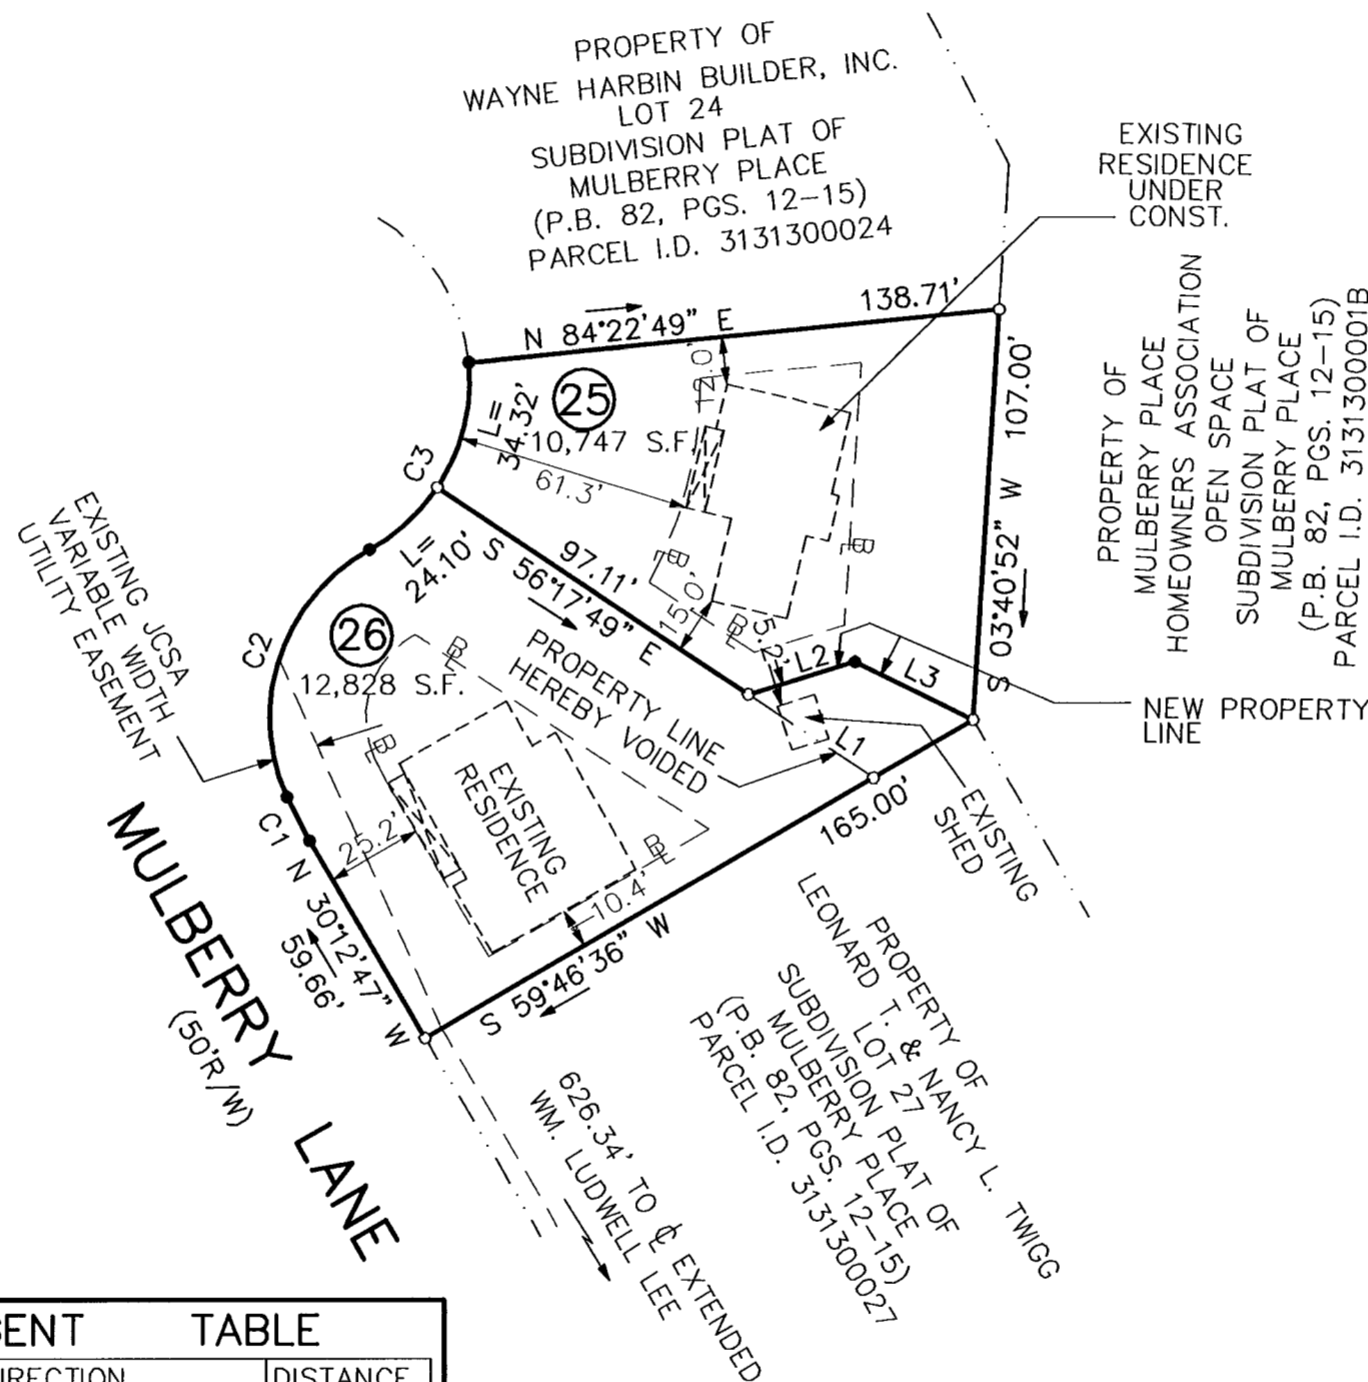 PROPERTY OF
WAYNE HARBIN BUILDER, INC.
LOT 24
SUBDIVISION PLAT OF
MULBERRY PLACE
(P.B. 82, PGS. 12-15)
PARCEL I.D. 3131300024
EXISTING
RESIDENCE
UNDER
CONST.
N 84°22'49" E
138.71'
S 03°40'52" W 107.00'
PROPERTY OF
MULBERRY PLACE
HOMEOWNERS ASSOCIATION
OPEN SPACE
SUBDIVISION PLAT OF
MULBERRY PLACE
(P.B. 82, PGS. 12-15)
PARCEL I.D. 3131300001B
25
10,747 S.F.
L=
34.32'
12.0'
61.3'
C3
L=
24.10'
S 56°17'49" E
97.11'
15.0'
BL
BL
BL
5.2'
L2
L3
L1
NEW PROPERTY
LINE
EXISTING JCSA
VARIABLE WIDTH
UTILITY EASEMENT
C2
26
12,828 S.F.
BL
BL
BL
PROPERTY LINE
HEREBY VOIDED
EXISTING
RESIDENCE
EXISTING
SHED
25.2'
10.4'
C1
N 30°12'47" W
59.66'
165.00'
S 59°46'36" W
MULBERRY LANE
(50'R/W)
PROPERTY OF
LEONARD T. & NANCY L. TWIGG
LOT 27
SUBDIVISION PLAT OF
MULBERRY PLACE
(P.B. 82, PGS. 12-15)
PARCEL I.D. 3131300027
626.34' TO ℄ EXTENDED
WM. LUDWELL LEE
TABLE
DISTANCE